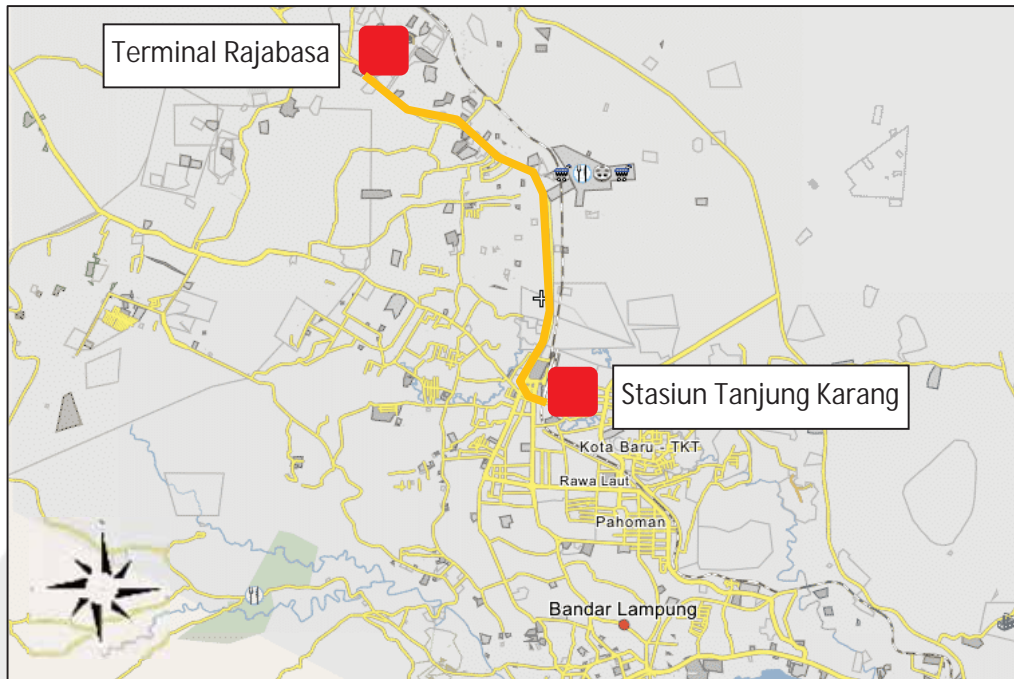 Terminal Rajabasa
Stasiun Tanjung Karang
Kota Baru - TKT
Rawa Laut
Pahoman
Bandar Lampung